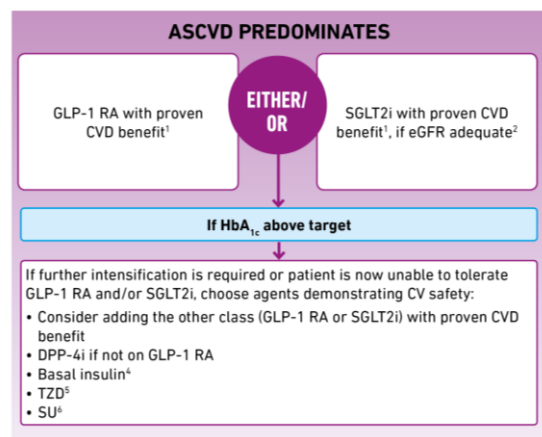 ASCVD PREDOMINATES
GLP-1 RA with proven
CVD benefit¹
EITHER/
OR
SGLT2i with proven CVD
benefit¹, if eGFR adequate²
If HbA₁c above target
If further intensification is required or patient is now unable to tolerate
GLP-1 RA and/or SGLT2i, choose agents demonstrating CV safety:
• Consider adding the other class (GLP-1 RA or SGLT2i) with proven CVD
benefit
• DPP-4i if not on GLP-1 RA
• Basal insulin⁴
• TZD⁵
• SU⁶